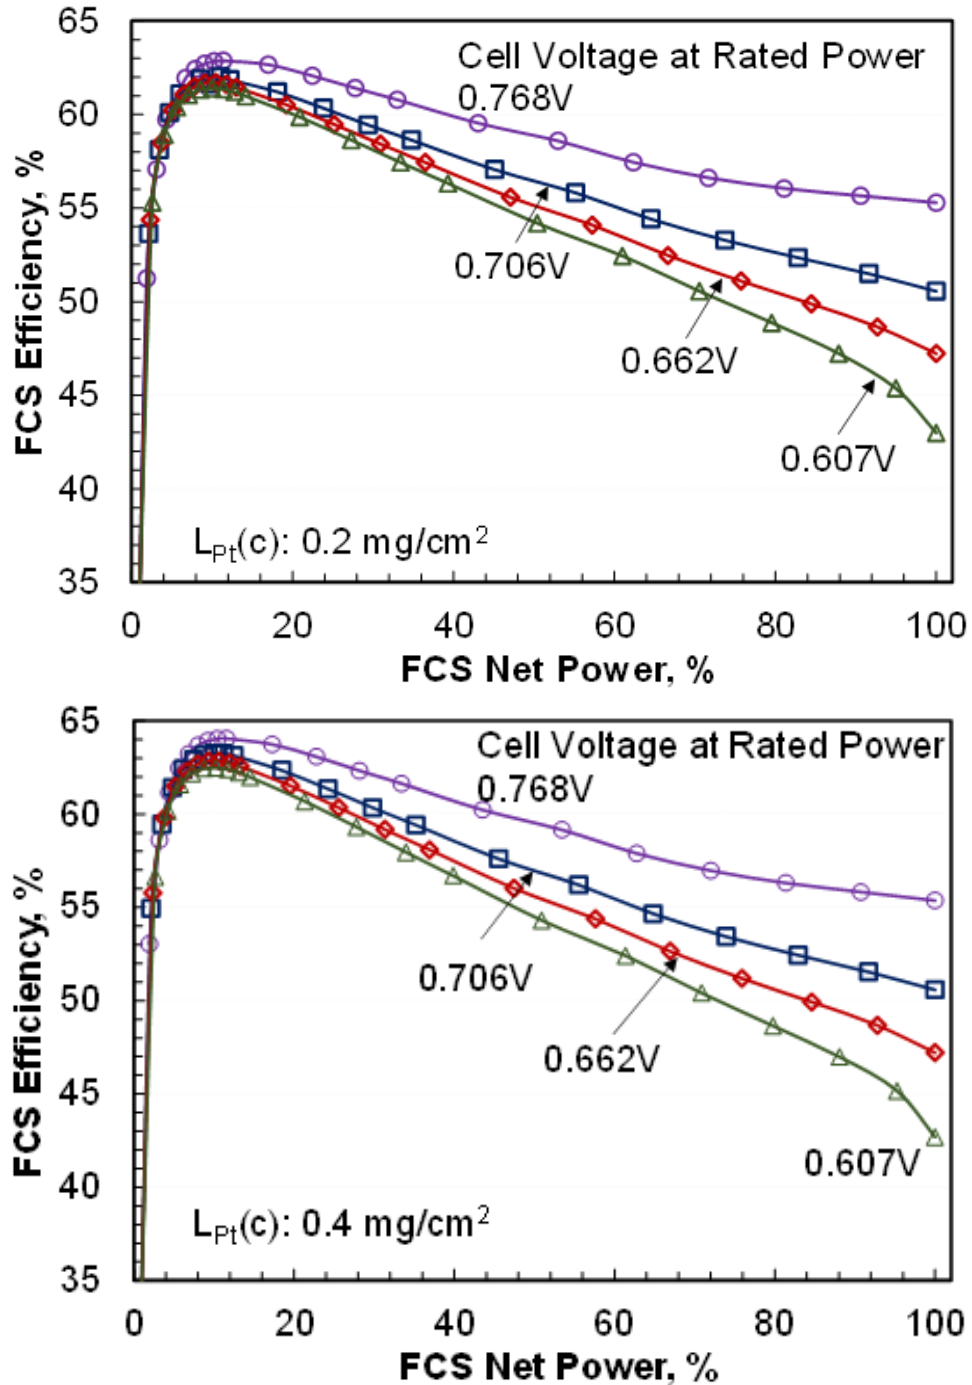 65
60
55
50
45
40
35
FCS Efficiency, %
Cell Voltage at Rated Power
0.768V
0.706V
0.662V
0.607V
L_Pt(c): 0.2 mg/cm²
0 20 40 60 80 100
FCS Net Power, %
65
60
55
50
45
40
35
FCS Efficiency, %
Cell Voltage at Rated Power
0.768V
0.706V
0.662V
0.607V
L_Pt(c): 0.4 mg/cm²
0 20 40 60 80 100
FCS Net Power, %